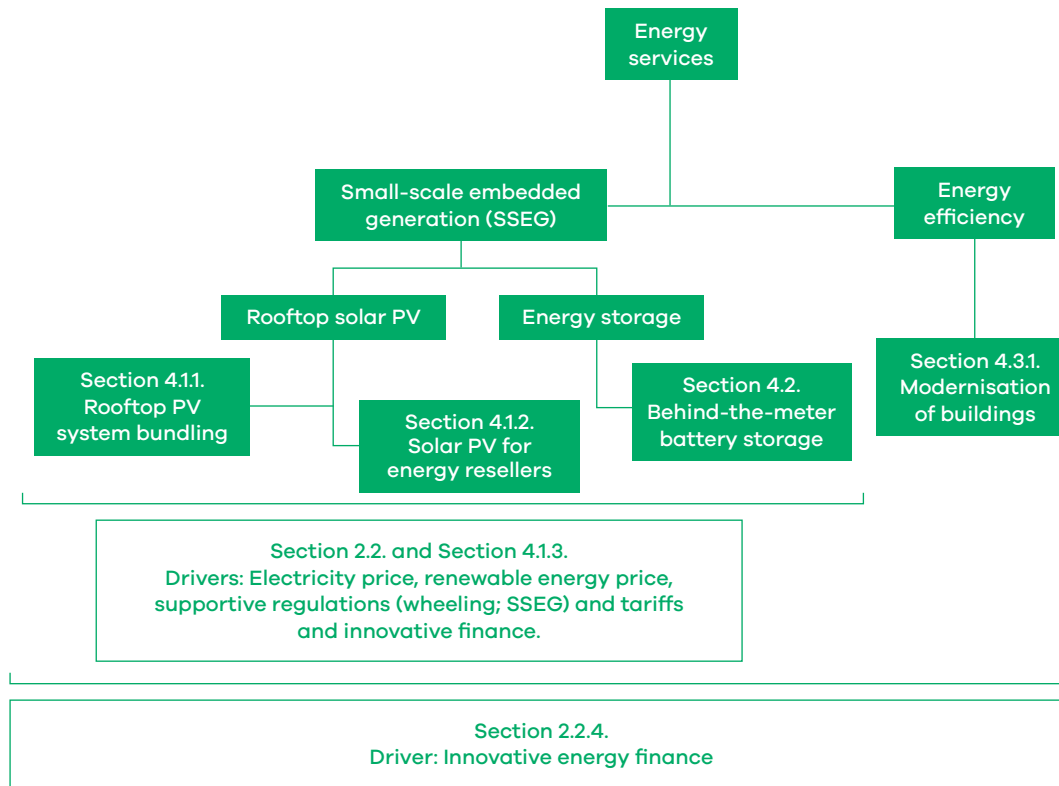 Energy
services
Small-scale embedded
generation (SSEG)
Energy
efficiency
Rooftop solar PV
Energy storage
Section 4.1.1.
Rooftop PV
system bundling
Section 4.1.2.
Solar PV for
energy resellers
Section 4.2.
Behind-the-meter
battery storage
Section 4.3.1.
Modernisation
of buildings
Section 2.2. and Section 4.1.3.
Drivers: Electricity price, renewable energy price,
supportive regulations (wheeling; SSEG) and tariffs
and innovative finance.
Section 2.2.4.
Driver: Innovative energy finance